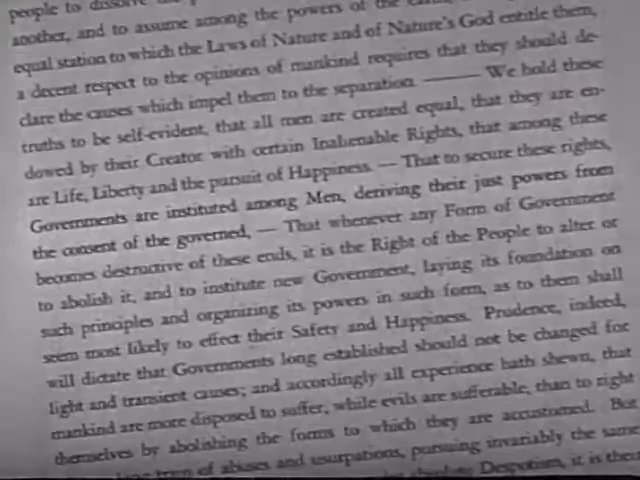 people to dissolve the
another, and to assume among the powers of the
equal station to which the Laws of Nature and of Nature's God entitle them,
a decent respect to the opinions of mankind requires that they should de-
clare the causes which impel them to the separation. ——— We hold these
truths to be self-evident, that all men are created equal, that they are en-
dowed by their Creator with certain Inalienable Rights, that among these
are Life, Liberty and the pursuit of Happiness. — That to secure these rights,
Governments are instituted among Men, deriving their just powers from
the consent of the governed, — That whenever any Form of Government
becomes destructive of these ends, it is the Right of the People to alter or
to abolish it, and to institute new Government, laying its foundation on
such principles and organizing its powers in such form, as to them shall
seem most likely to effect their Safety and Happiness. Prudence, indeed,
will dictate that Governments long established should not be changed for
light and transient causes; and accordingly all experience hath shewn, that
mankind are more disposed to suffer, while evils are sufferable, than to right
themselves by abolishing the forms to which they are accustomed. But
train of abuses and usurpations, pursuing invariably the same
Despotism, it is their